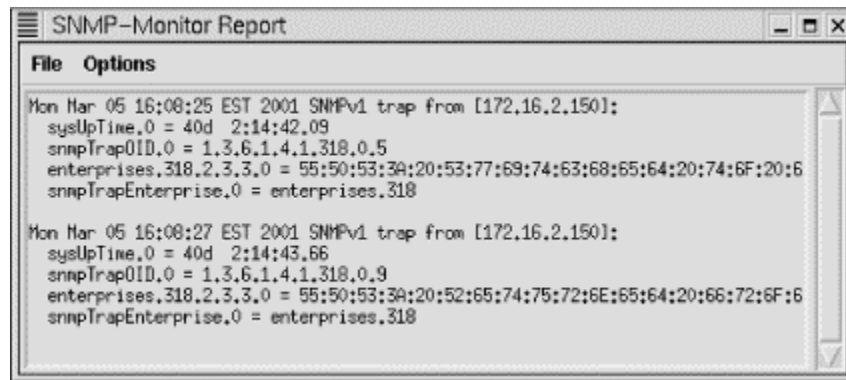 SNMP-Monitor Report
File Options
Mon Mar 05 16:08:25 EST 2001 SNMPv1 trap from [172.16.2.150]:
sysUpTime.0 = 40d 2:14:42.09
snmpTrapOID.0 = 1.3.6.1.4.1.318.0.5
enterprises.318.2.3.3.0 = 55:50:53:3A:20:53:77:69:74:63:68:65:64:20:74:6F:20:6
snmpTrapEnterprise.0 = enterprises.318
Mon Mar 05 16:08:27 EST 2001 SNMPv1 trap from [172.16.2.150]:
sysUpTime.0 = 40d 2:14:43.66
snmpTrapOID.0 = 1.3.6.1.4.1.318.0.9
enterprises.318.2.3.3.0 = 55:50:53:3A:20:52:65:74:75:72:6E:65:64:20:66:72:6F:6
snmpTrapEnterprise.0 = enterprises.318